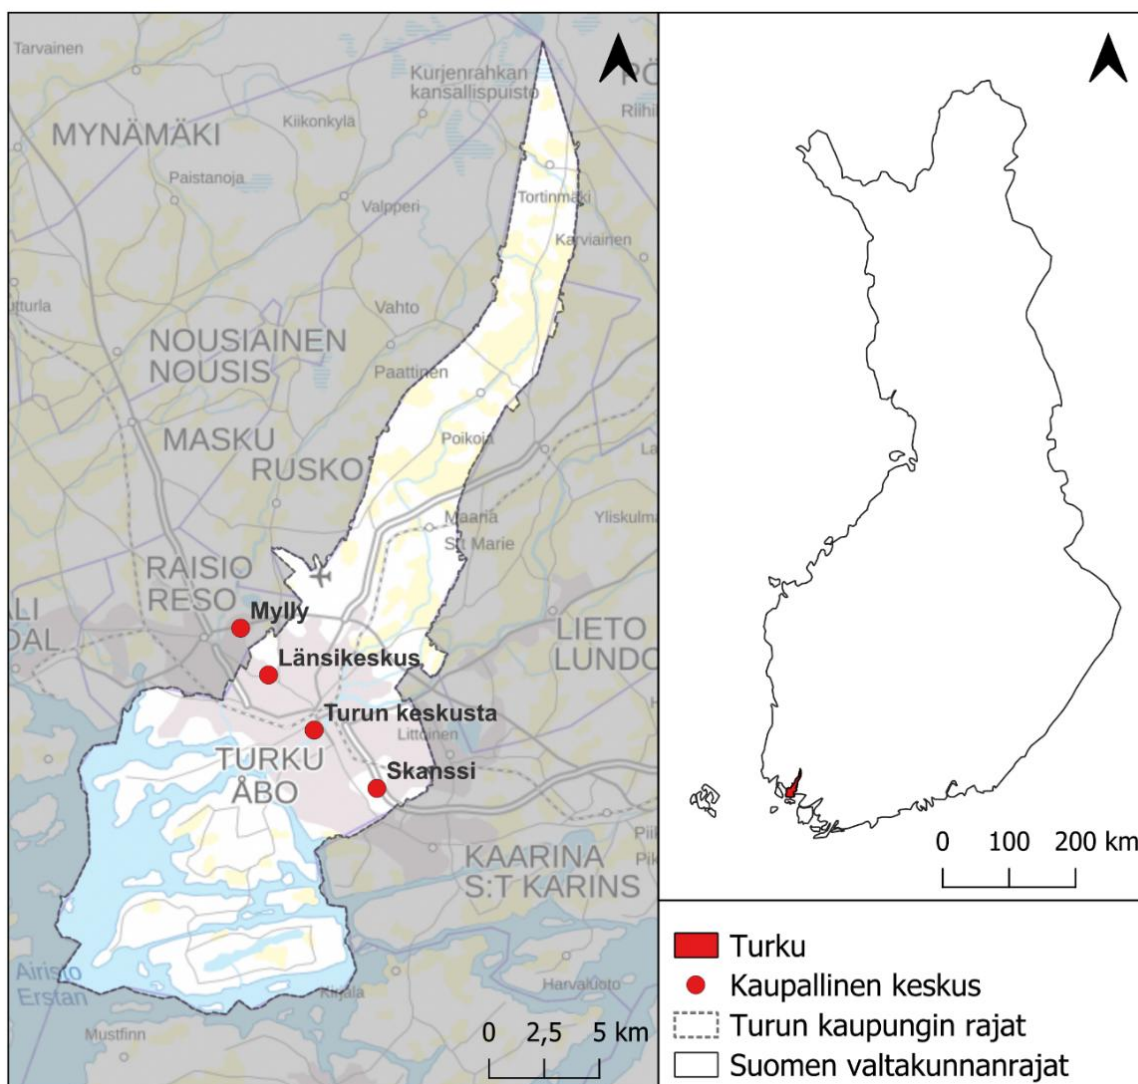 Tarvainen
Kurjenrahkan
kansallispuisto
Riihi
MYNÄMÄKI
Kiikonkylä
Paistanoja
Valpperi
Tortinmäki
Karviainen
Vahto
NOUSIAINEN
NOUSIS
Paattinen
MASKU
RUSKO
Poikoja
Maaria
S:t Marie
Yliskulma
RAISIO
RESO
Mylly
LIETO
LUNDO
Länsikeskus
Turun keskusta
Littoinen
TURKU
ÅBO
Skanssi
KAARINA
S:T KARINS
Airisto
Erstan
Kirjala
Harvaluoto
Mustfinn
0 2,5 5 km
0 100 200 km
Turku
Kaupallinen keskus
Turun kaupungin rajat
Suomen valtakunnanrajat